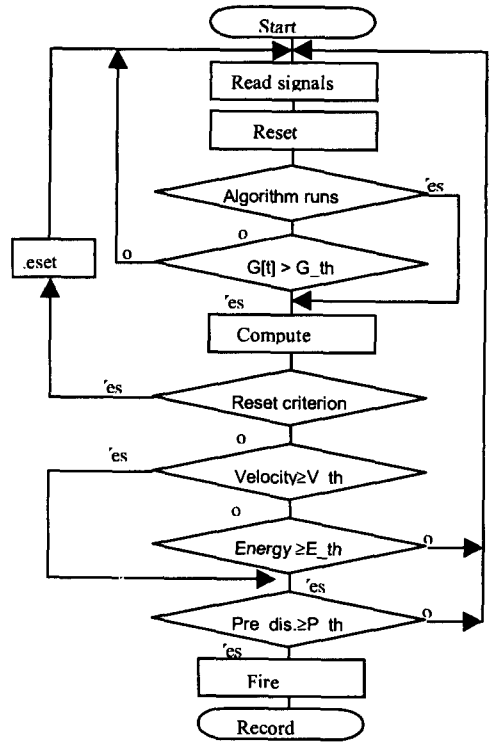 Start
Read signals
Reset
Algorithm runs
es
o
G[t] > G_th
o
es
.eset
Compute
Reset criterion
es
o
Velocity≥V th
es
o
Energy ≥E_th
o
es
Pre dis.≥P th
o
es
Fire
Record